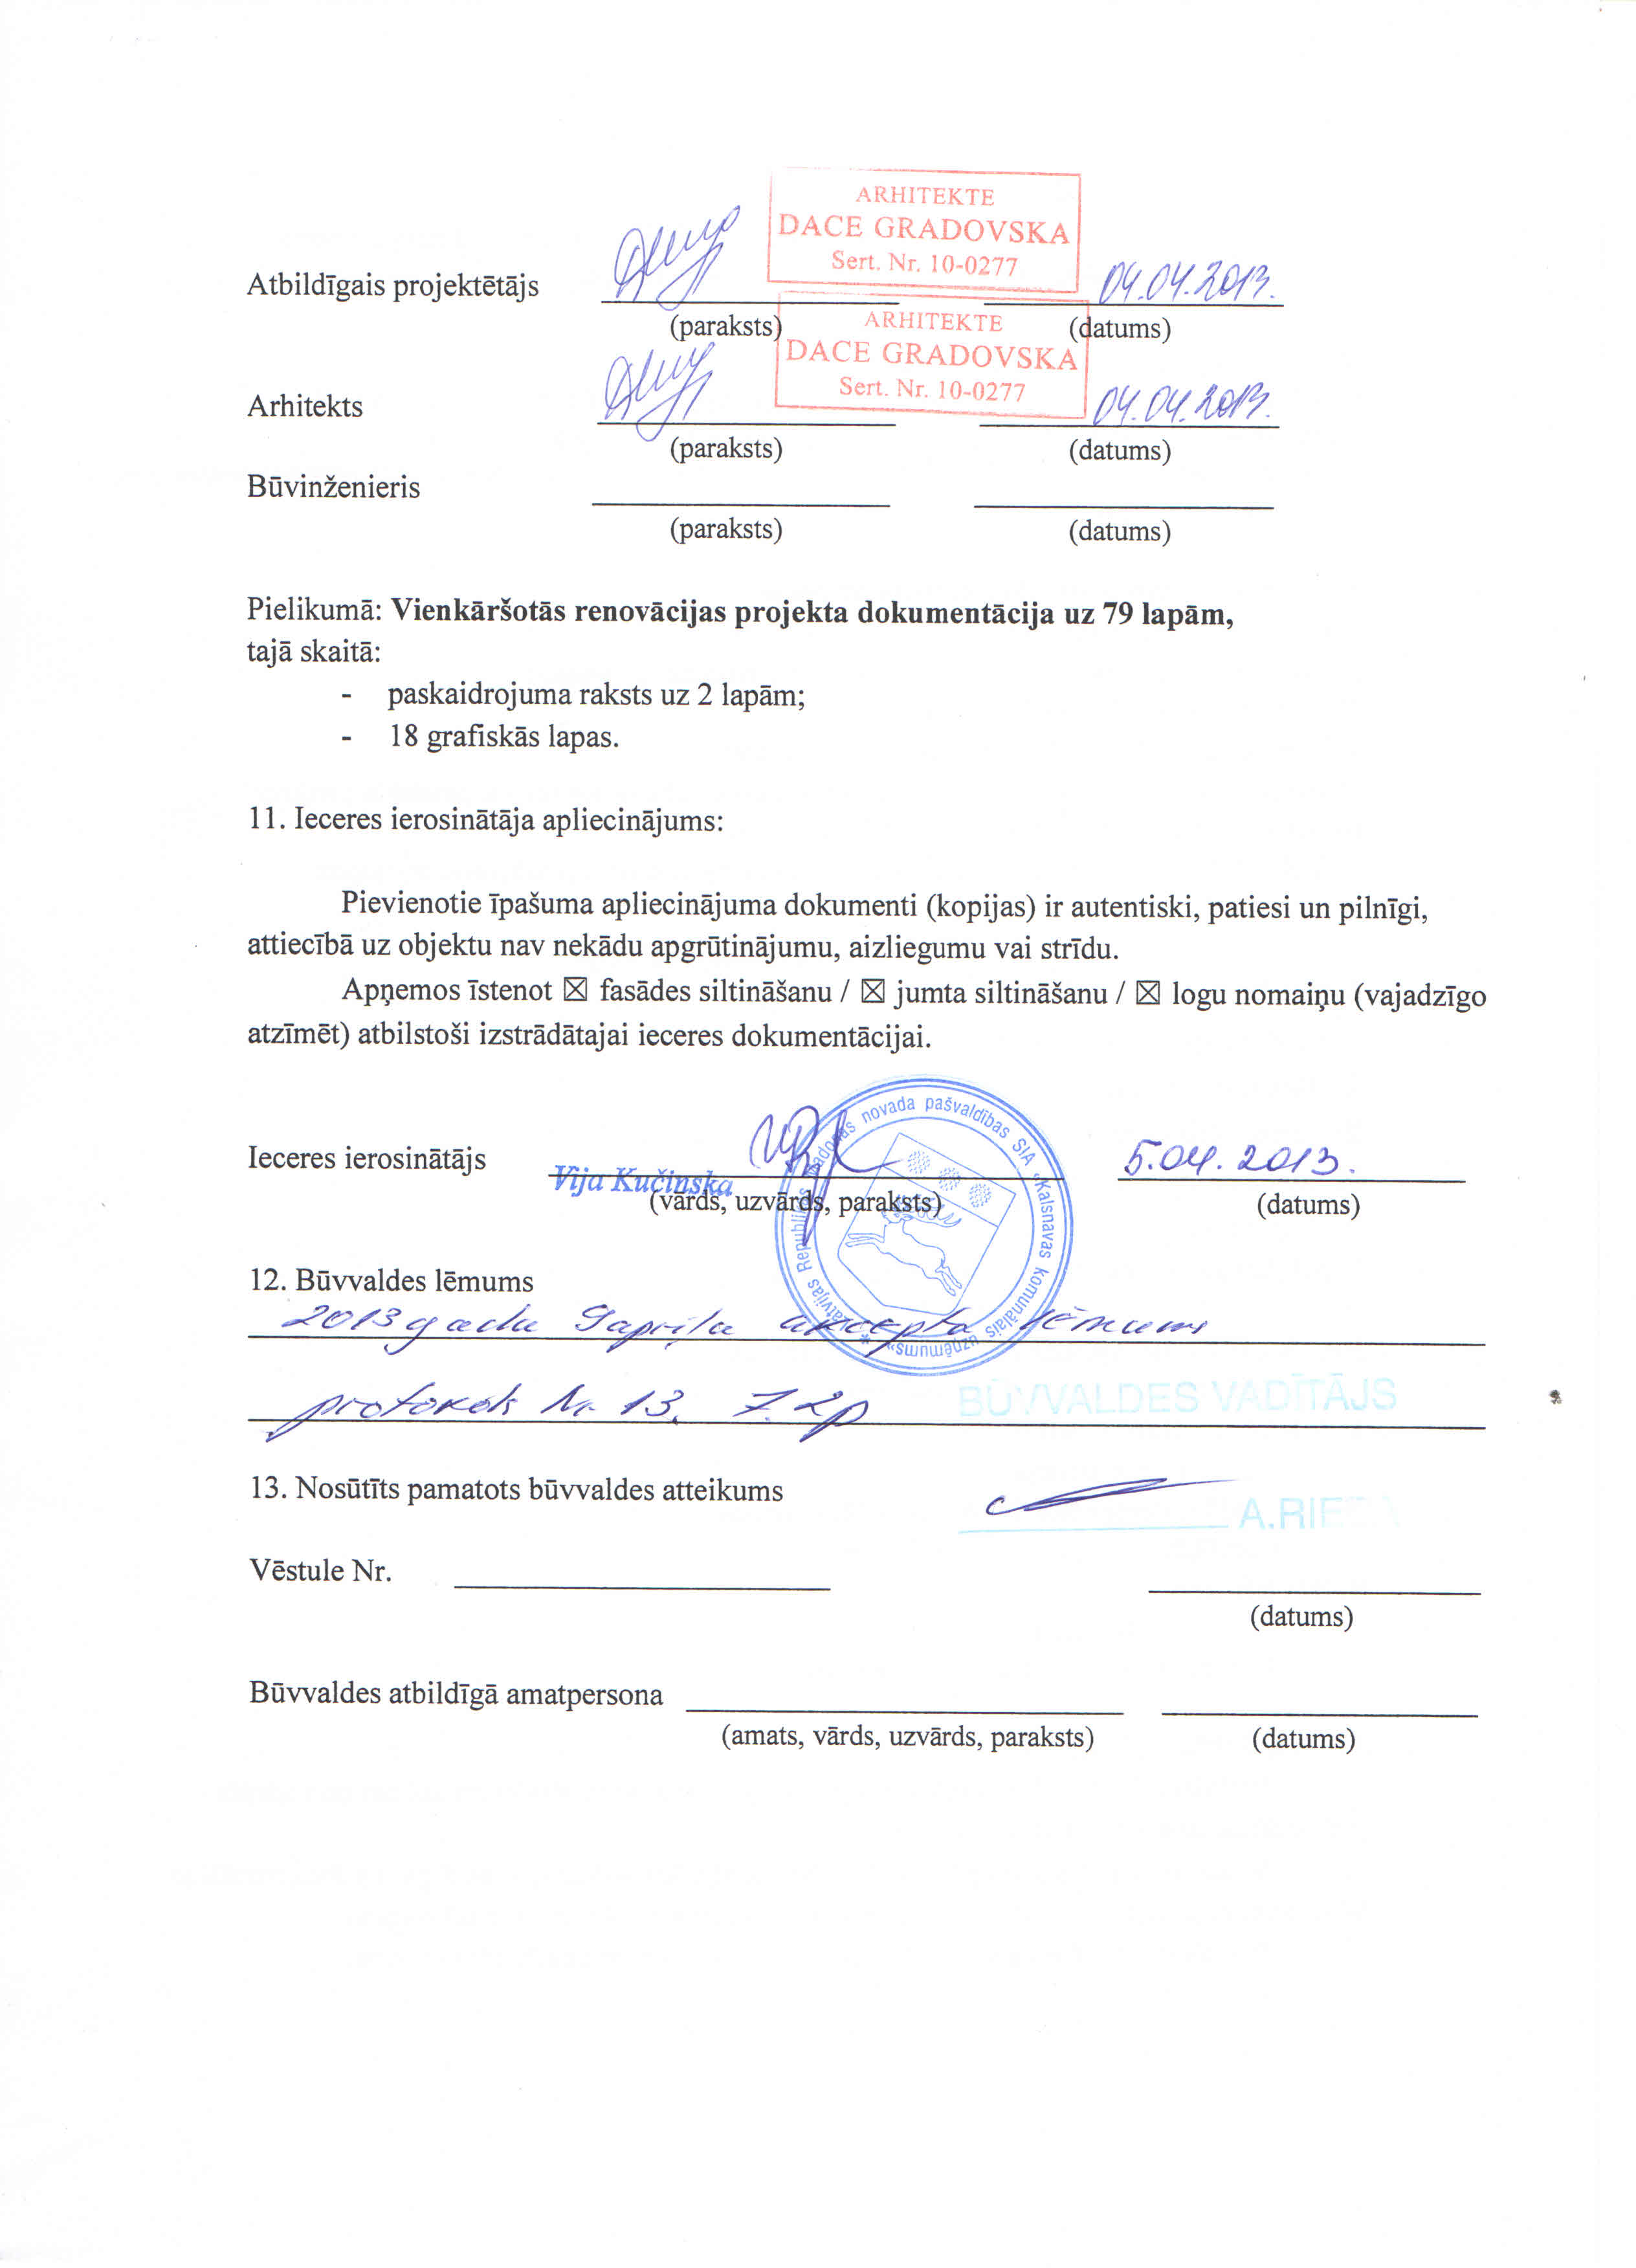 ARHITEKTE
DACE GRADOVSKA
Sert. Nr. 10-0277
Atbildīgais projektētājs 04.04.2013.
(paraksts) (datums)
ARHITEKTE
DACE GRADOVSKA
Sert. Nr. 10-0277
Arhitekts 04.04.2013.
(paraksts) (datums)
Būvinženieris
(paraksts) (datums)
Pielikumā: Vienkāršotās renovācijas projekta dokumentācija uz 79 lapām,
tajā skaitā:
- paskaidrojuma raksts uz 2 lapām;
- 18 grafiskās lapas.
11. Ieceres ierosinātāja apliecinājums:
Pievienotie īpašuma apliecinājuma dokumenti (kopijas) ir autentiski, patiesi un pilnīgi,
attiecībā uz objektu nav nekādu apgrūtinājumu, aizliegumu vai strīdu.
Apņemos īstenot ☒ fasādes siltināšanu / ☒ jumta siltināšanu / ☒ logu nomaiņu (vajadzīgo
atzīmēt) atbilstoši izstrādātajai ieceres dokumentācijai.
Ieceres ierosinātājs Vija Kučinska 5.04.2013.
(vārds, uzvārds, paraksts) (datums)
Latvijas Republikas Madonas novada pašvaldības SIA "Kalsnavas komunālais uzņēmums" *
12. Būvvaldes lēmums
2013 gada 9 aprīļa akcepta lēmums
protokols Nr. 13. 7.2p
BŪVVALDES VADĪTĀJS
13. Nosūtīts pamatots būvvaldes atteikums
Vēstule Nr.
(datums)
Būvvaldes atbildīgā amatpersona
(amats, vārds, uzvārds, paraksts) (datums)